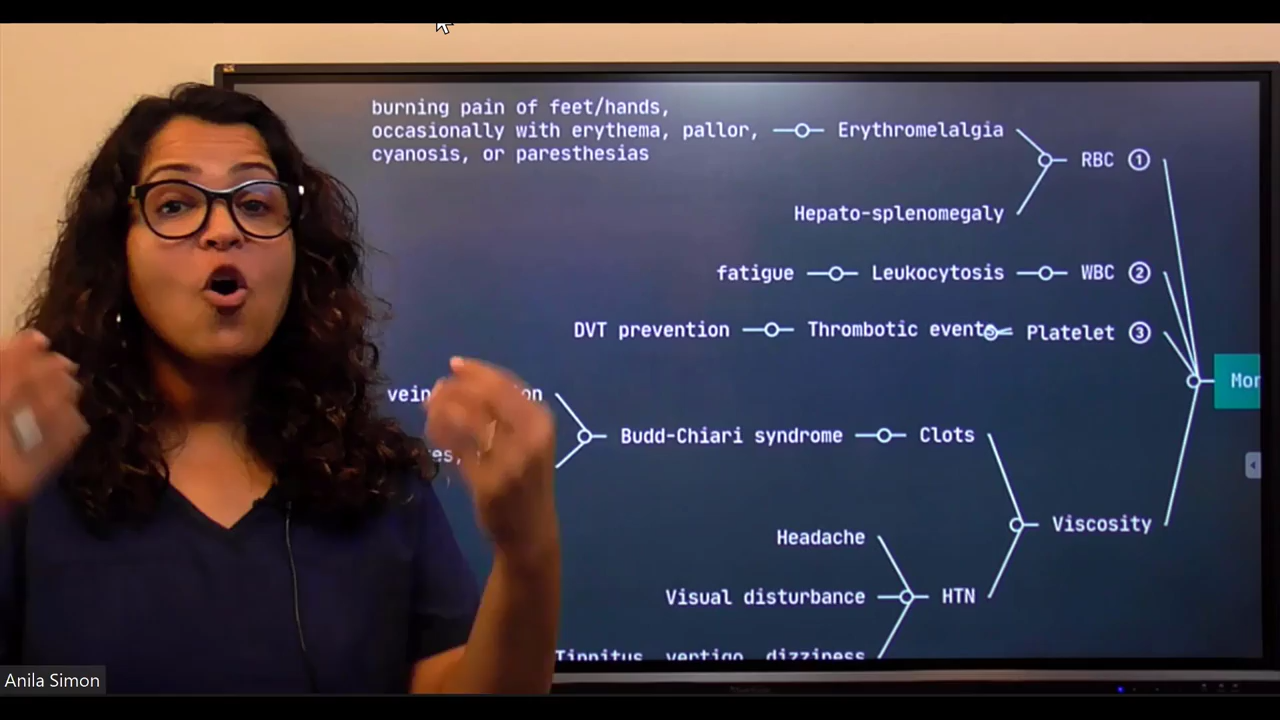 burning pain of feet/hands,
occasionally with erythema, pallor,
cyanosis, or paresthesias
Erythromelalgia
RBC ①
Hepato-splenomegaly
fatigue
Leukocytosis
WBC ②
DVT prevention
Thrombotic events
Platelet ③
Budd-Chiari syndrome
Clots
Headache
Viscosity
Visual disturbance
HTN
Tinnitus, vertigo, dizziness
Anila Simon